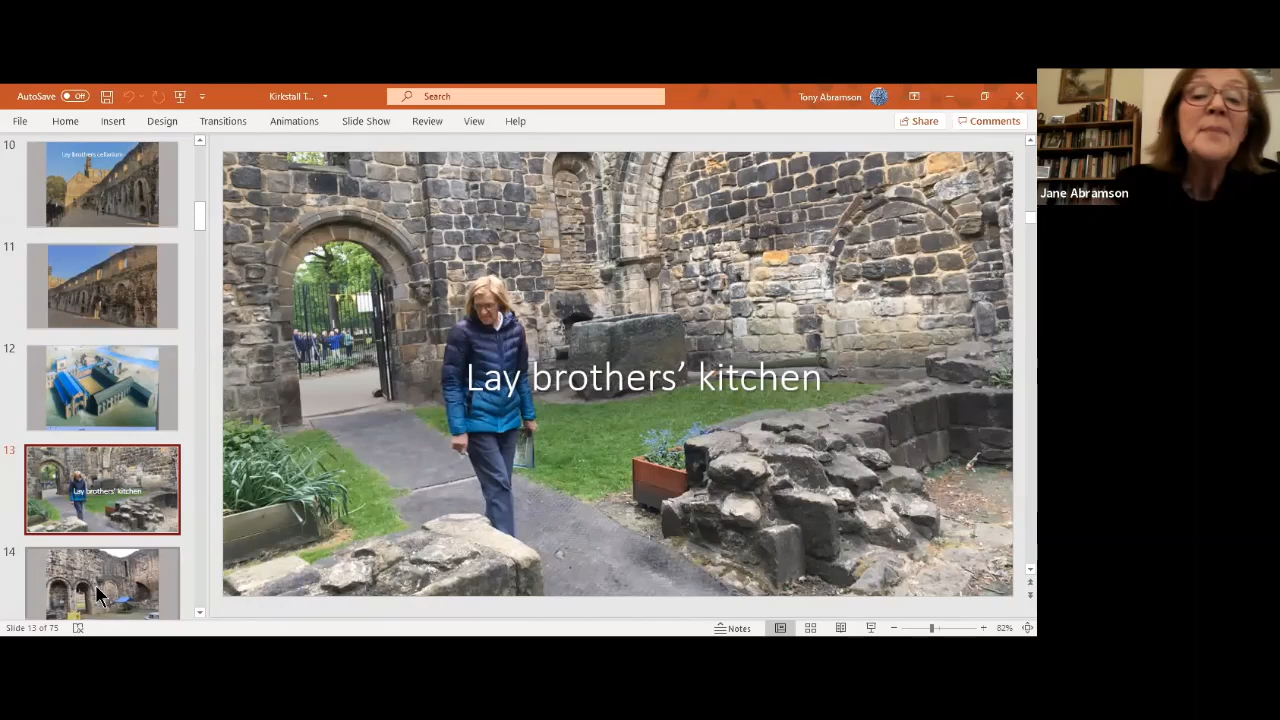 AutoSave Off Kirkstall T... Search Tony Abramson
File Home Insert Design Transitions Animations Slide Show Review View Help Share Comments
10
Lay brothers cellarium
11
12
13
Lay brothers' kitchen
14
Lay brothers’ kitchen
Slide 13 of 75 Notes 82%
Jane Abramson